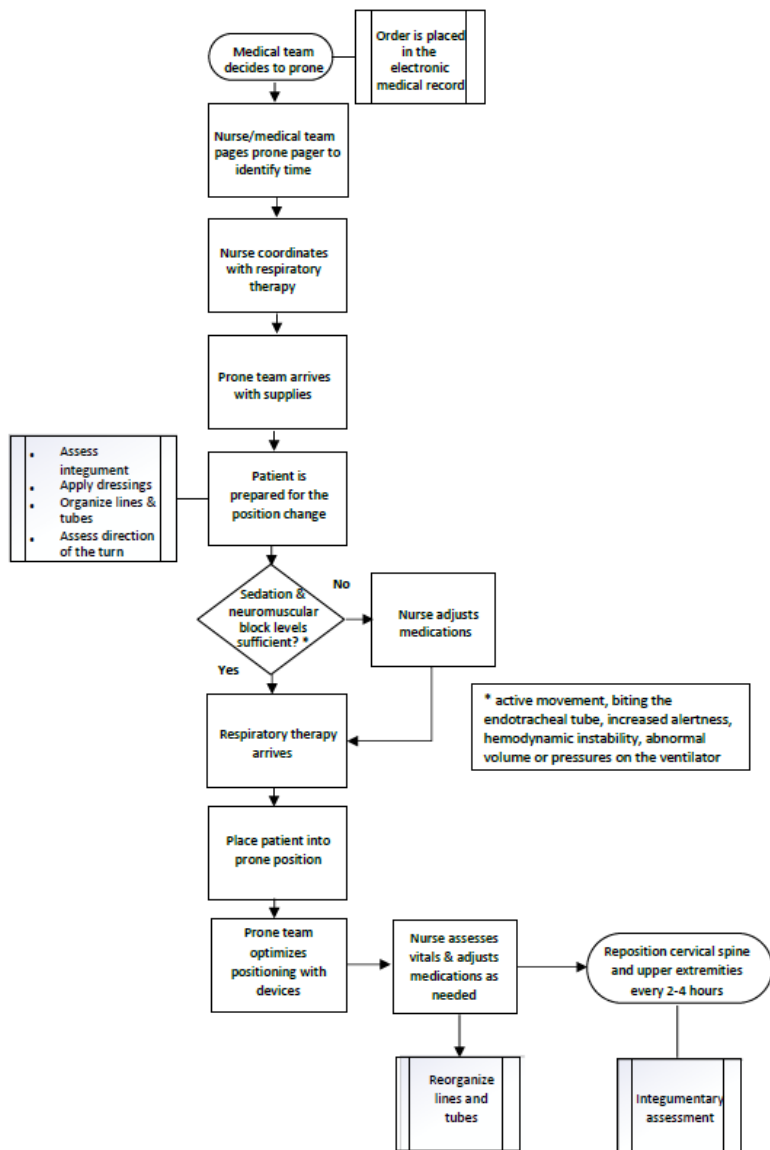 Medical team
decides to prone
Order is placed
in the
electronic
medical record
Nurse/medical team
pages prone pager to
identify time
Nurse coordinates
with respiratory
therapy
Prone team arrives
with supplies
• Assess
integument
• Apply dressings
• Organize lines &
tubes
• Assess direction
of the turn
Patient is
prepared for the
position change
Sedation &
neuromuscular
block levels
sufficient? *
No
Nurse adjusts
medications
Yes
Respiratory therapy
arrives
* active movement, biting the
endotracheal tube, increased alertness,
hemodynamic instability, abnormal
volume or pressures on the ventilator
Place patient into
prone position
Prone team
optimizes
positioning with
devices
Nurse assesses
vitals & adjusts
medications as
needed
Reposition cervical spine
and upper extremities
every 2-4 hours
Reorganize
lines and
tubes
Integumentary
assessment